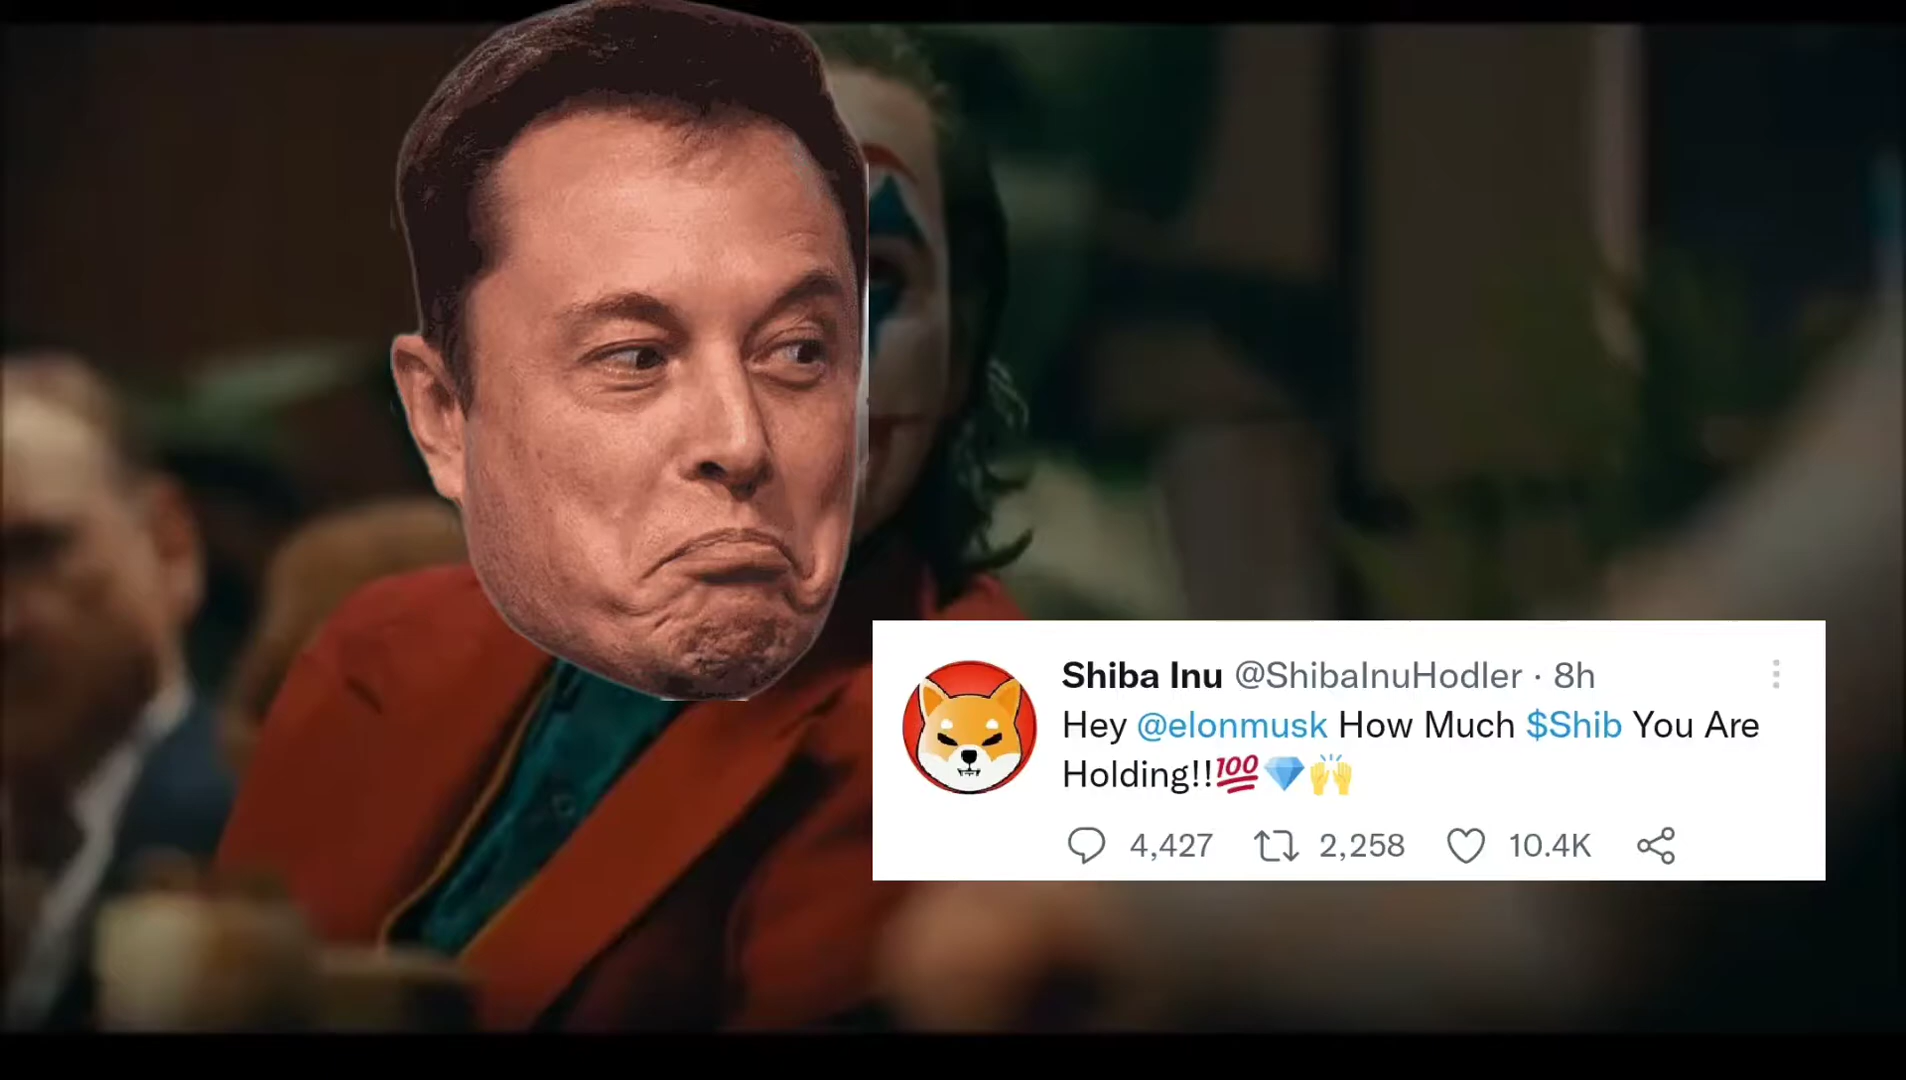 Shiba Inu @ShibaInuHodler · 8h
Hey @elonmusk How Much $Shib You Are
Holding!!💯💎🙌
4,427 2,258 10.4K